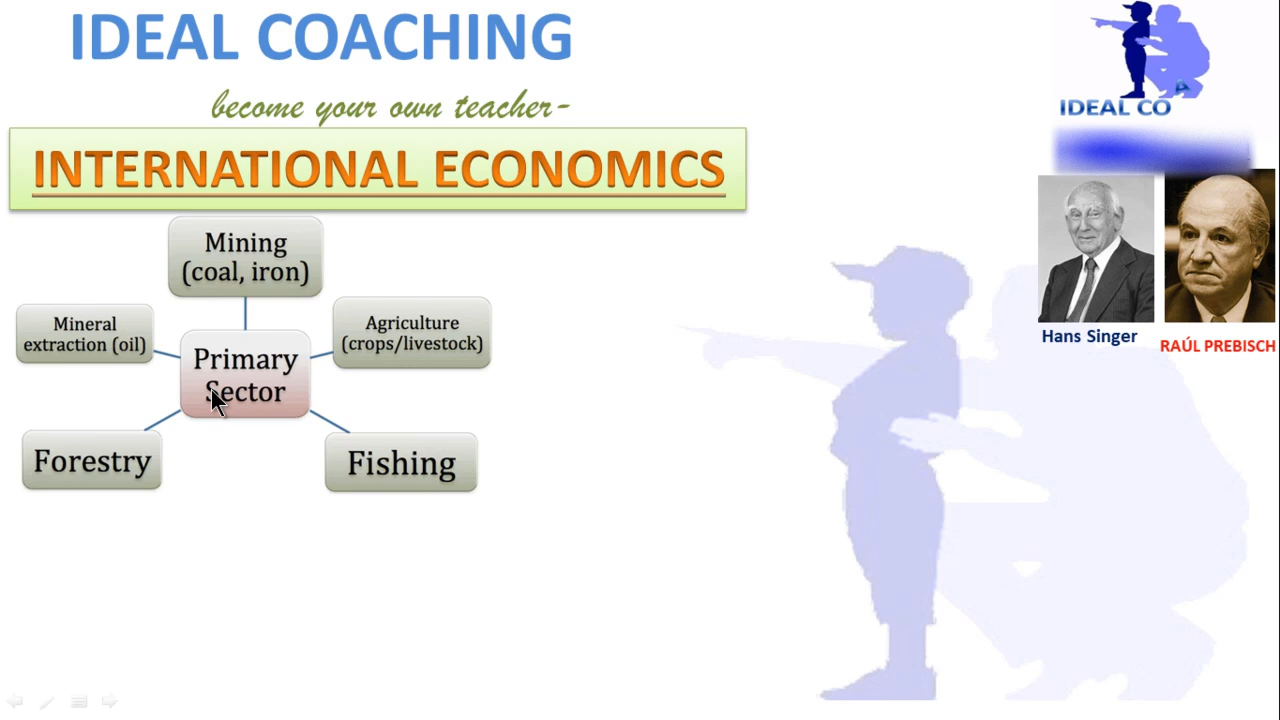 IDEAL COACHING
become your own teacher-
INTERNATIONAL ECONOMICS
IDEAL CO A
Hans Singer
RAÚL PREBISCH
Mining
(coal, iron)
Mineral
extraction (oil)
Agriculture
(crops/livestock)
Primary
Sector
Forestry
Fishing